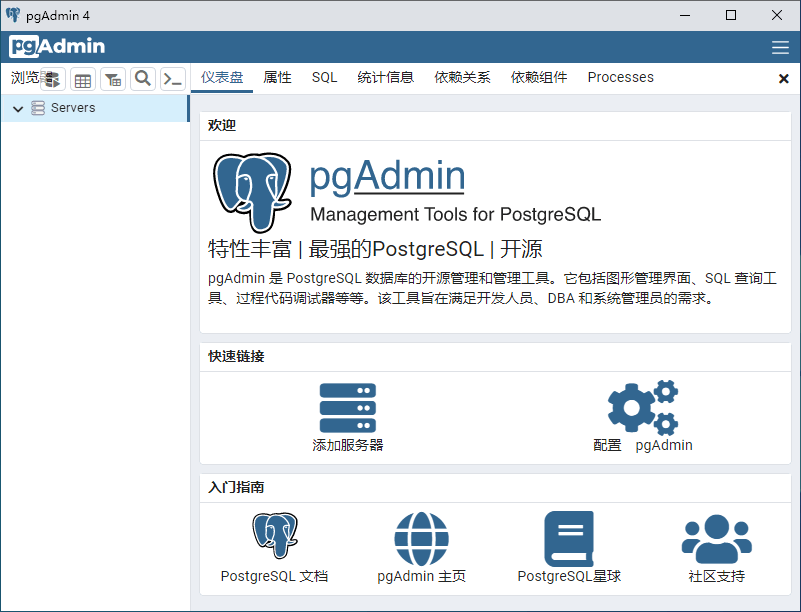 pgAdmin 4
pgAdmin
浏览
仪表盘 属性 SQL 统计信息 依赖关系 依赖组件 Processes
Servers
欢迎
pgAdmin
Management Tools for PostgreSQL
特性丰富 | 最强的PostgreSQL | 开源
pgAdmin 是 PostgreSQL 数据库的开源管理和管理工具。它包括图形管理界面、SQL 查询工
具、过程代码调试器等等。该工具旨在满足开发人员、DBA 和系统管理员的需求。
快速链接
添加服务器 配置 pgAdmin
入门指南
PostgreSQL 文档 pgAdmin 主页 PostgreSQL星球 社区支持